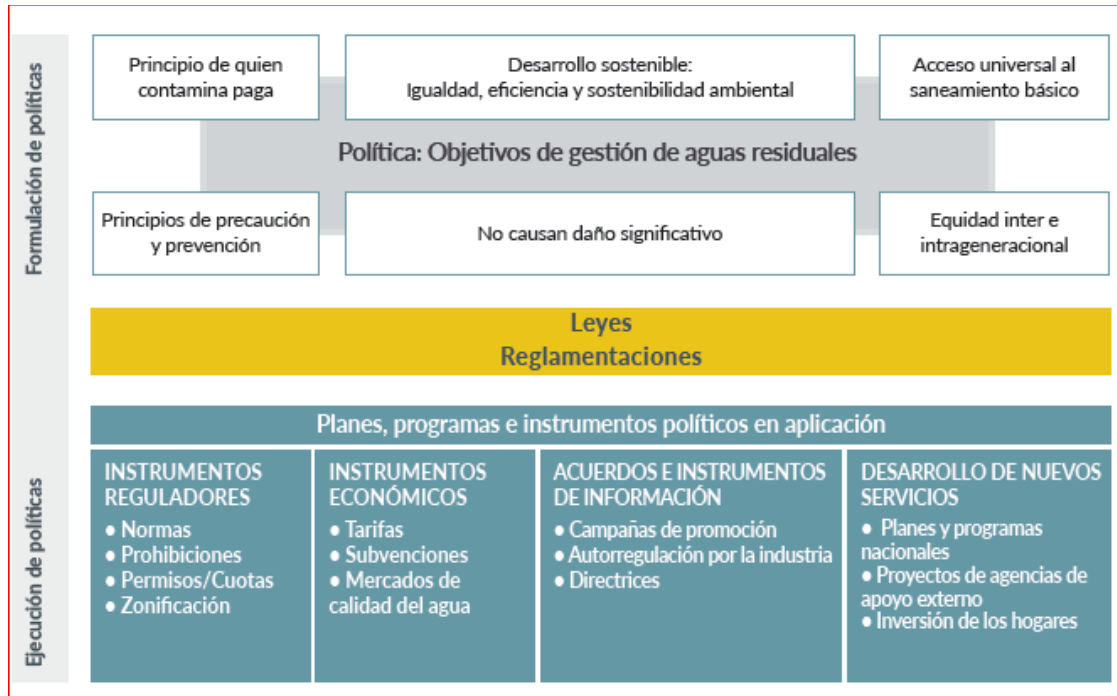 Formulación de políticas
Principio de quien
contamina paga
Desarrollo sostenible:
Igualdad, eficiencia y sostenibilidad ambiental
Acceso universal al
saneamiento básico
Política: Objetivos de gestión de aguas residuales
Principios de precaución
y prevención
No causan daño significativo
Equidad inter e
intrageneracional
Leyes
Reglamentaciones
Ejecución de políticas
Planes, programas e instrumentos políticos en aplicación
INSTRUMENTOS
REGULADORES
● Normas
● Prohibiciones
● Permisos/Cuotas
● Zonificación
INSTRUMENTOS
ECONÓMICOS
● Tarifas
● Subvenciones
● Mercados de
calidad del agua
ACUERDOS E INSTRUMENTOS
DE INFORMACIÓN
● Campañas de promoción
● Autorregulación por la industria
● Directrices
DESARROLLO DE NUEVOS
SERVICIOS
● Planes y programas
nacionales
● Proyectos de agencias de
apoyo externo
● Inversión de los hogares